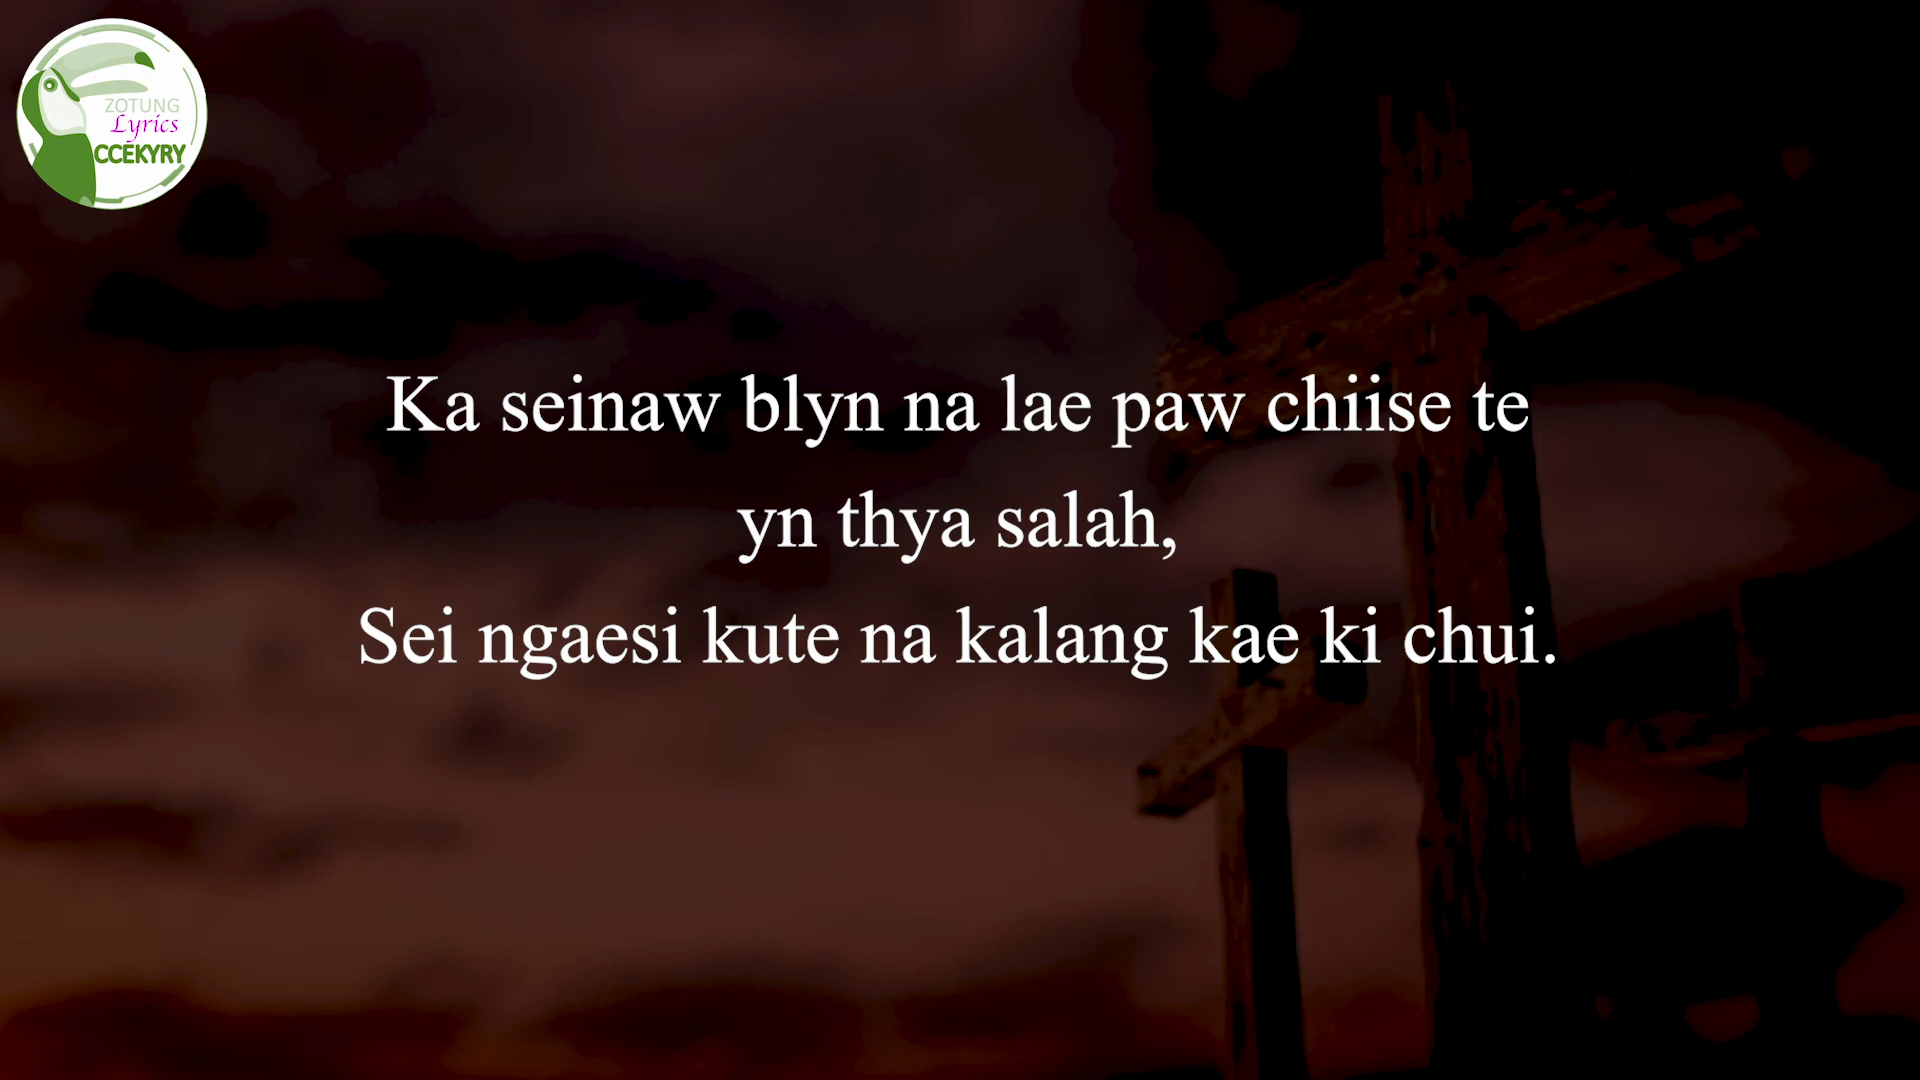 ZOTUNG
Lyrics
CCEKYRY
Ka seinaw blyn na lae paw chiise te
yn thya salah,
Sei ngaesi kute na kalang kae ki chui.